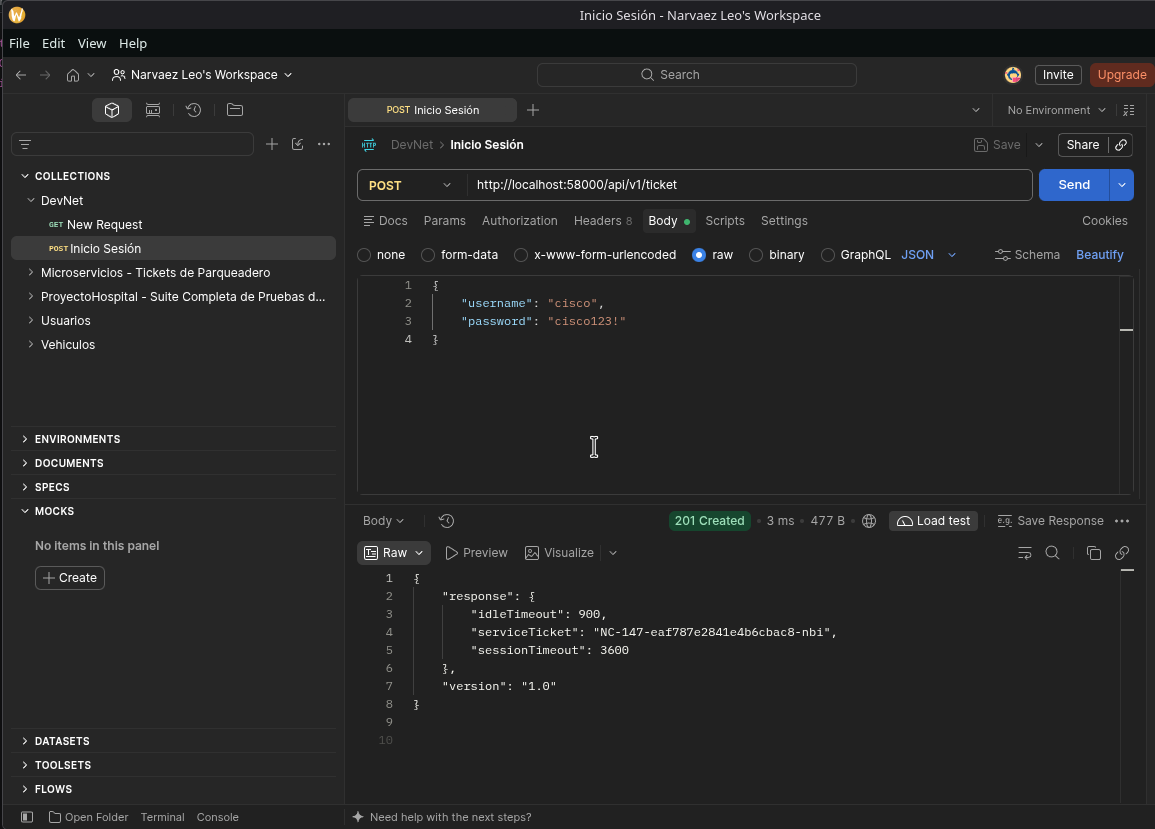 Inicio Sesión - Narvaez Leo's Workspace
File Edit View Help
Narvaez Leo's Workspace
Search
Invite
Upgrade
POST Inicio Sesión
No Environment
COLLECTIONS
DevNet
GET New Request
POST Inicio Sesión
Microservicios - Tickets de Parqueadero
ProyectoHospital - Suite Completa de Pruebas d...
Usuarios
Vehiculos
ENVIRONMENTS
DOCUMENTS
SPECS
MOCKS
No items in this panel
Create
DATASETS
TOOLSETS
FLOWS
HTTP DevNet > Inicio Sesión
Save
Share
POST http://localhost:58000/api/v1/ticket
Send
Docs Params Authorization Headers 8 Body Scripts Settings Cookies
none form-data x-www-form-urlencoded raw binary GraphQL JSON Schema Beautify
1 {
2 "username": "cisco",
3 "password": "cisco123!"
4 }
Body 201 Created • 3 ms • 477 B • Load test e.g. Save Response
Raw Preview Visualize
1 {
2 "response": {
3 "idleTimeout": 900,
4 "serviceTicket": "NC-147-eaf787e2841e4b6cbac8-nbi",
5 "sessionTimeout": 3600
6 },
7 "version": "1.0"
8 }
9
10
Open Folder Terminal Console Need help with the next steps?